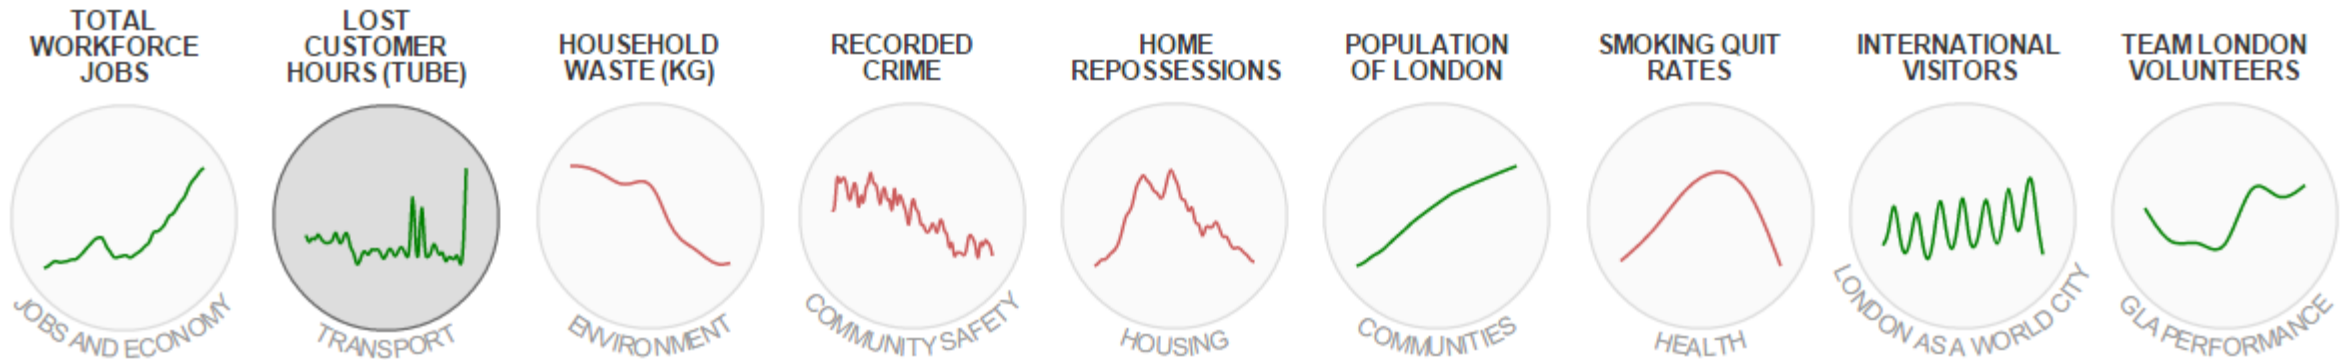 TOTAL
WORKFORCE
JOBS
LOST
CUSTOMER
HOURS (TUBE)
HOUSEHOLD
WASTE (KG)
RECORDED
CRIME
HOME
REPOSSESSIONS
POPULATION
OF LONDON
SMOKING QUIT
RATES
INTERNATIONAL
VISITORS
TEAM LONDON
VOLUNTEERS
JOBS AND ECONOMY
TRANSPORT
ENVIRONMENT
COMMUNITY SAFETY
HOUSING
COMMUNITIES
HEALTH
LONDON AS A WORLD CITY
GLA PERFORMANCE